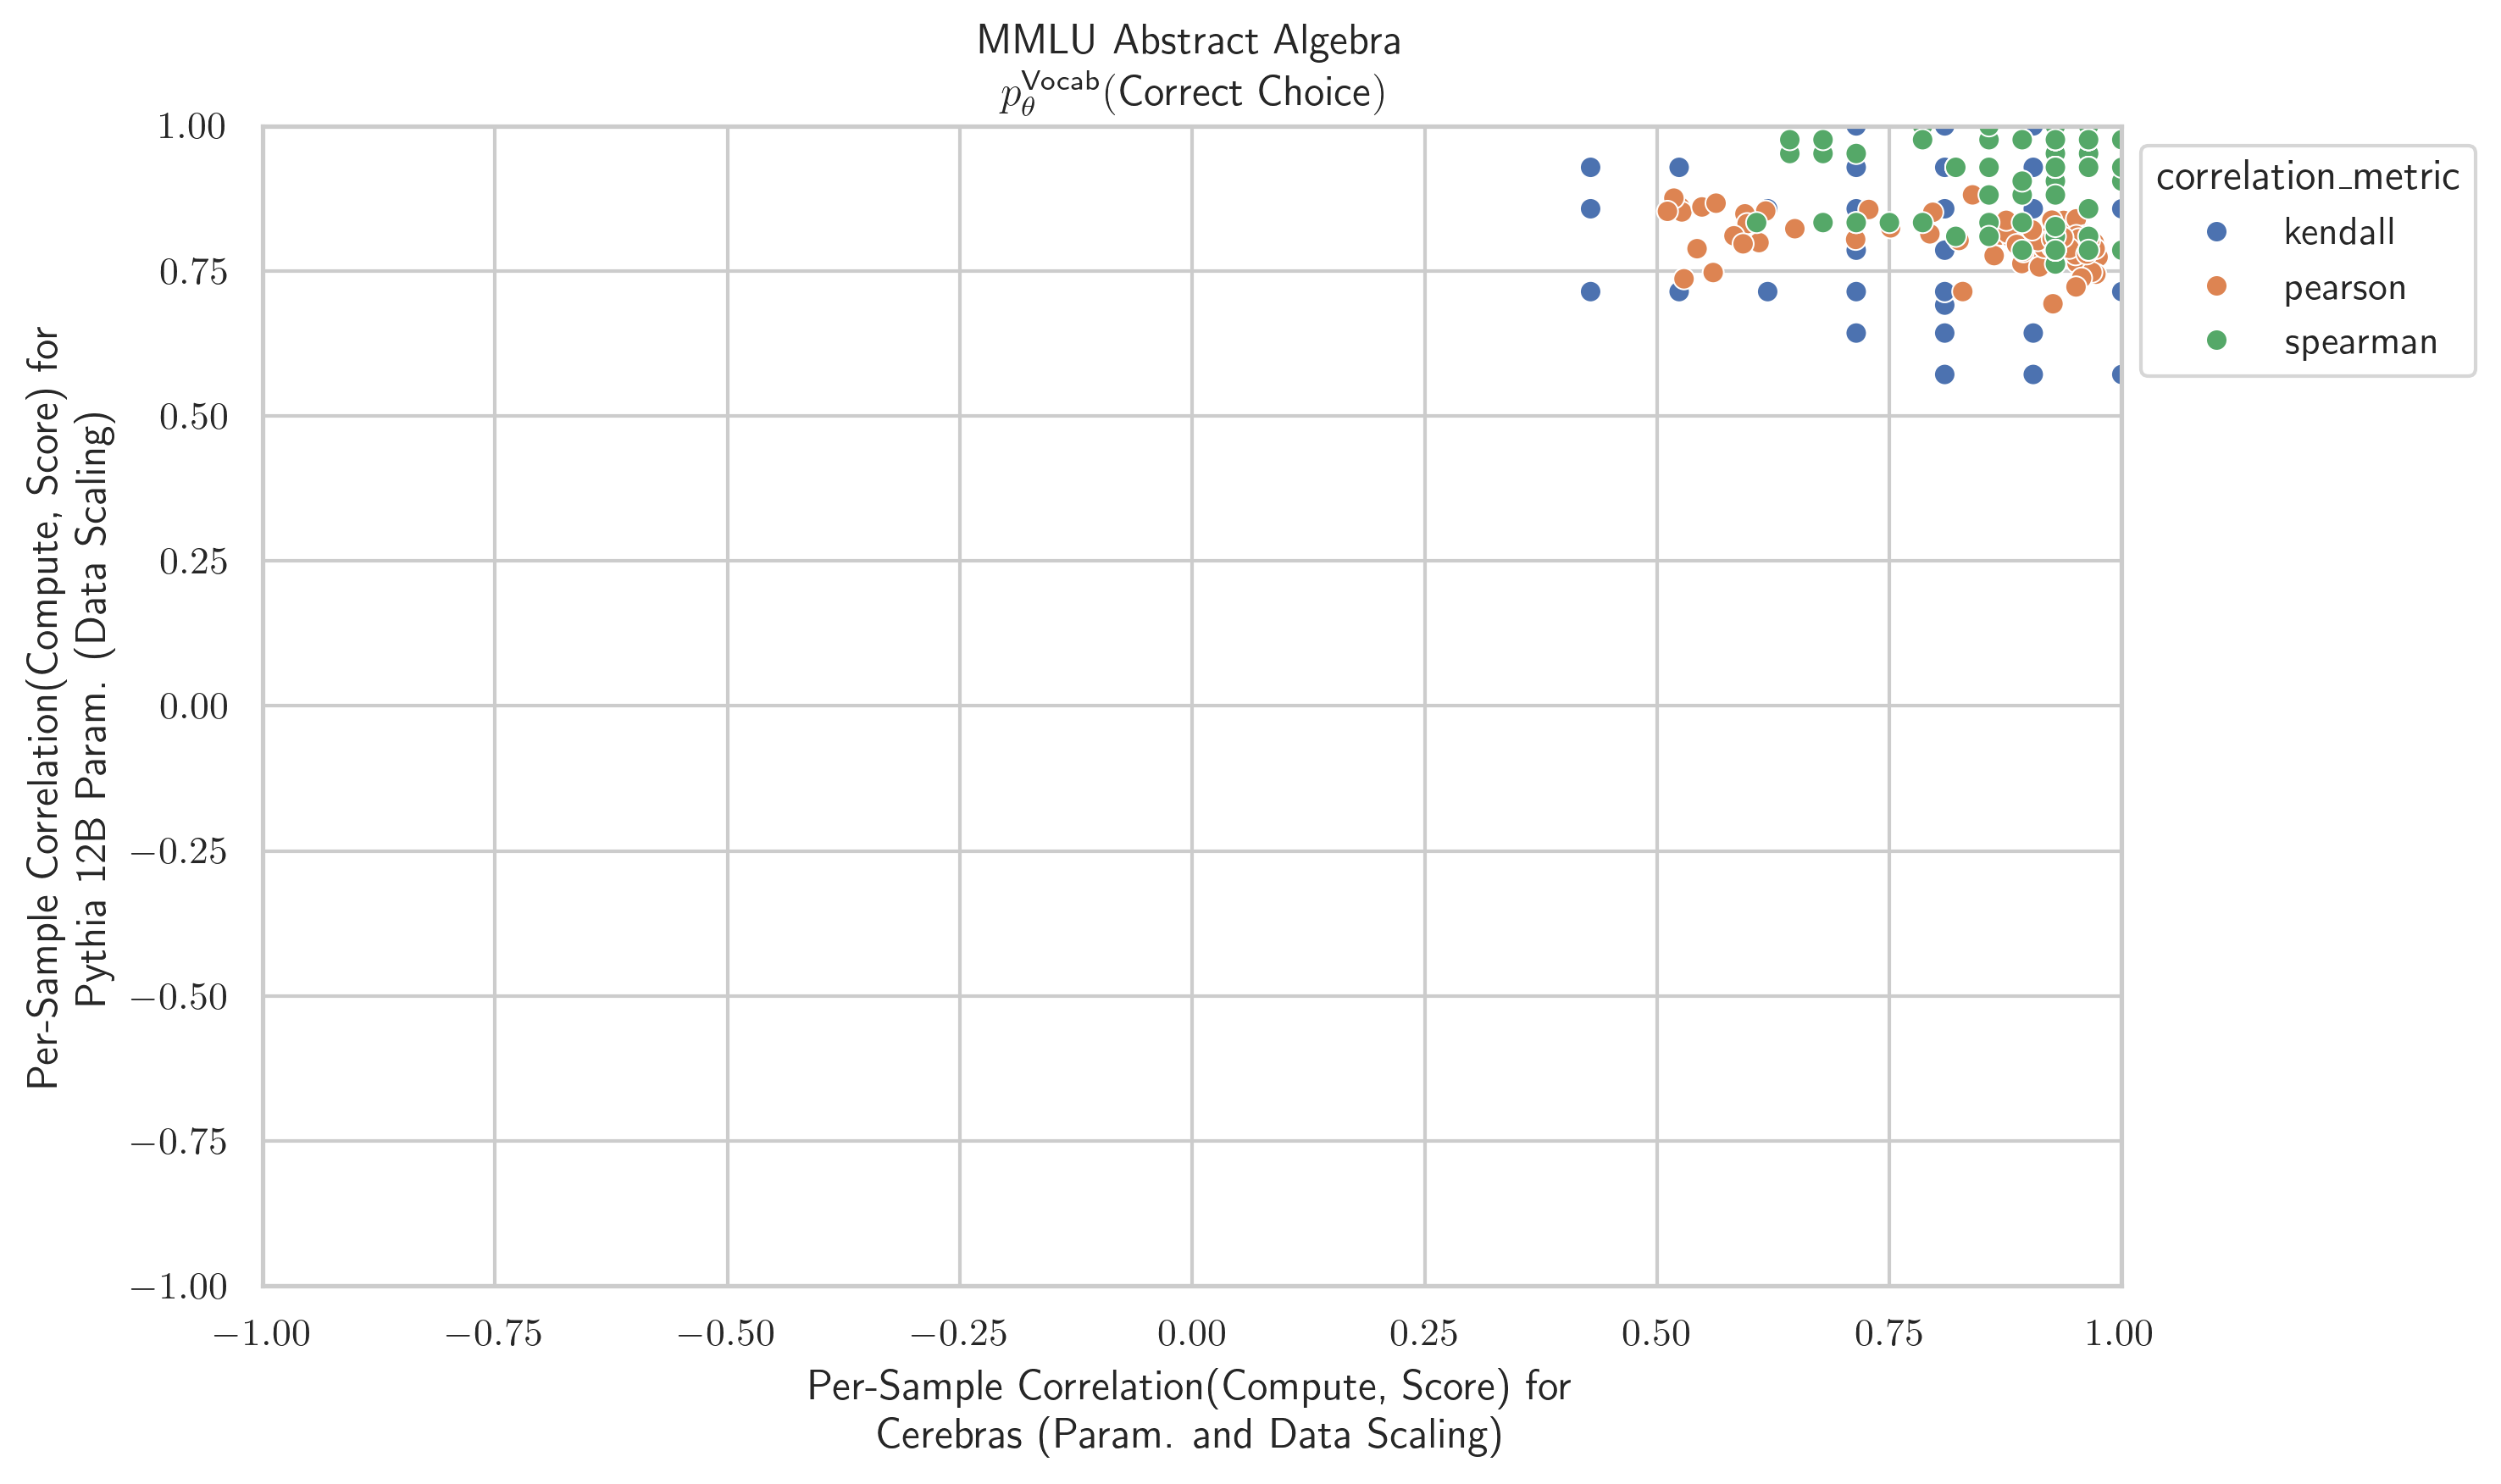 MMLU Abstract Algebra
p_θ^Vocab(Correct Choice)
1.00
0.75
0.50
0.25
0.00
−0.25
−0.50
−0.75
−1.00
Per-Sample Correlation(Compute, Score) for
Pythia 12B Param. (Data Scaling)
−1.00 −0.75 −0.50 −0.25 0.00 0.25 0.50 0.75 1.00
Per-Sample Correlation(Compute, Score) for
Cerebras (Param. and Data Scaling)
correlation_metric
kendall
pearson
spearman